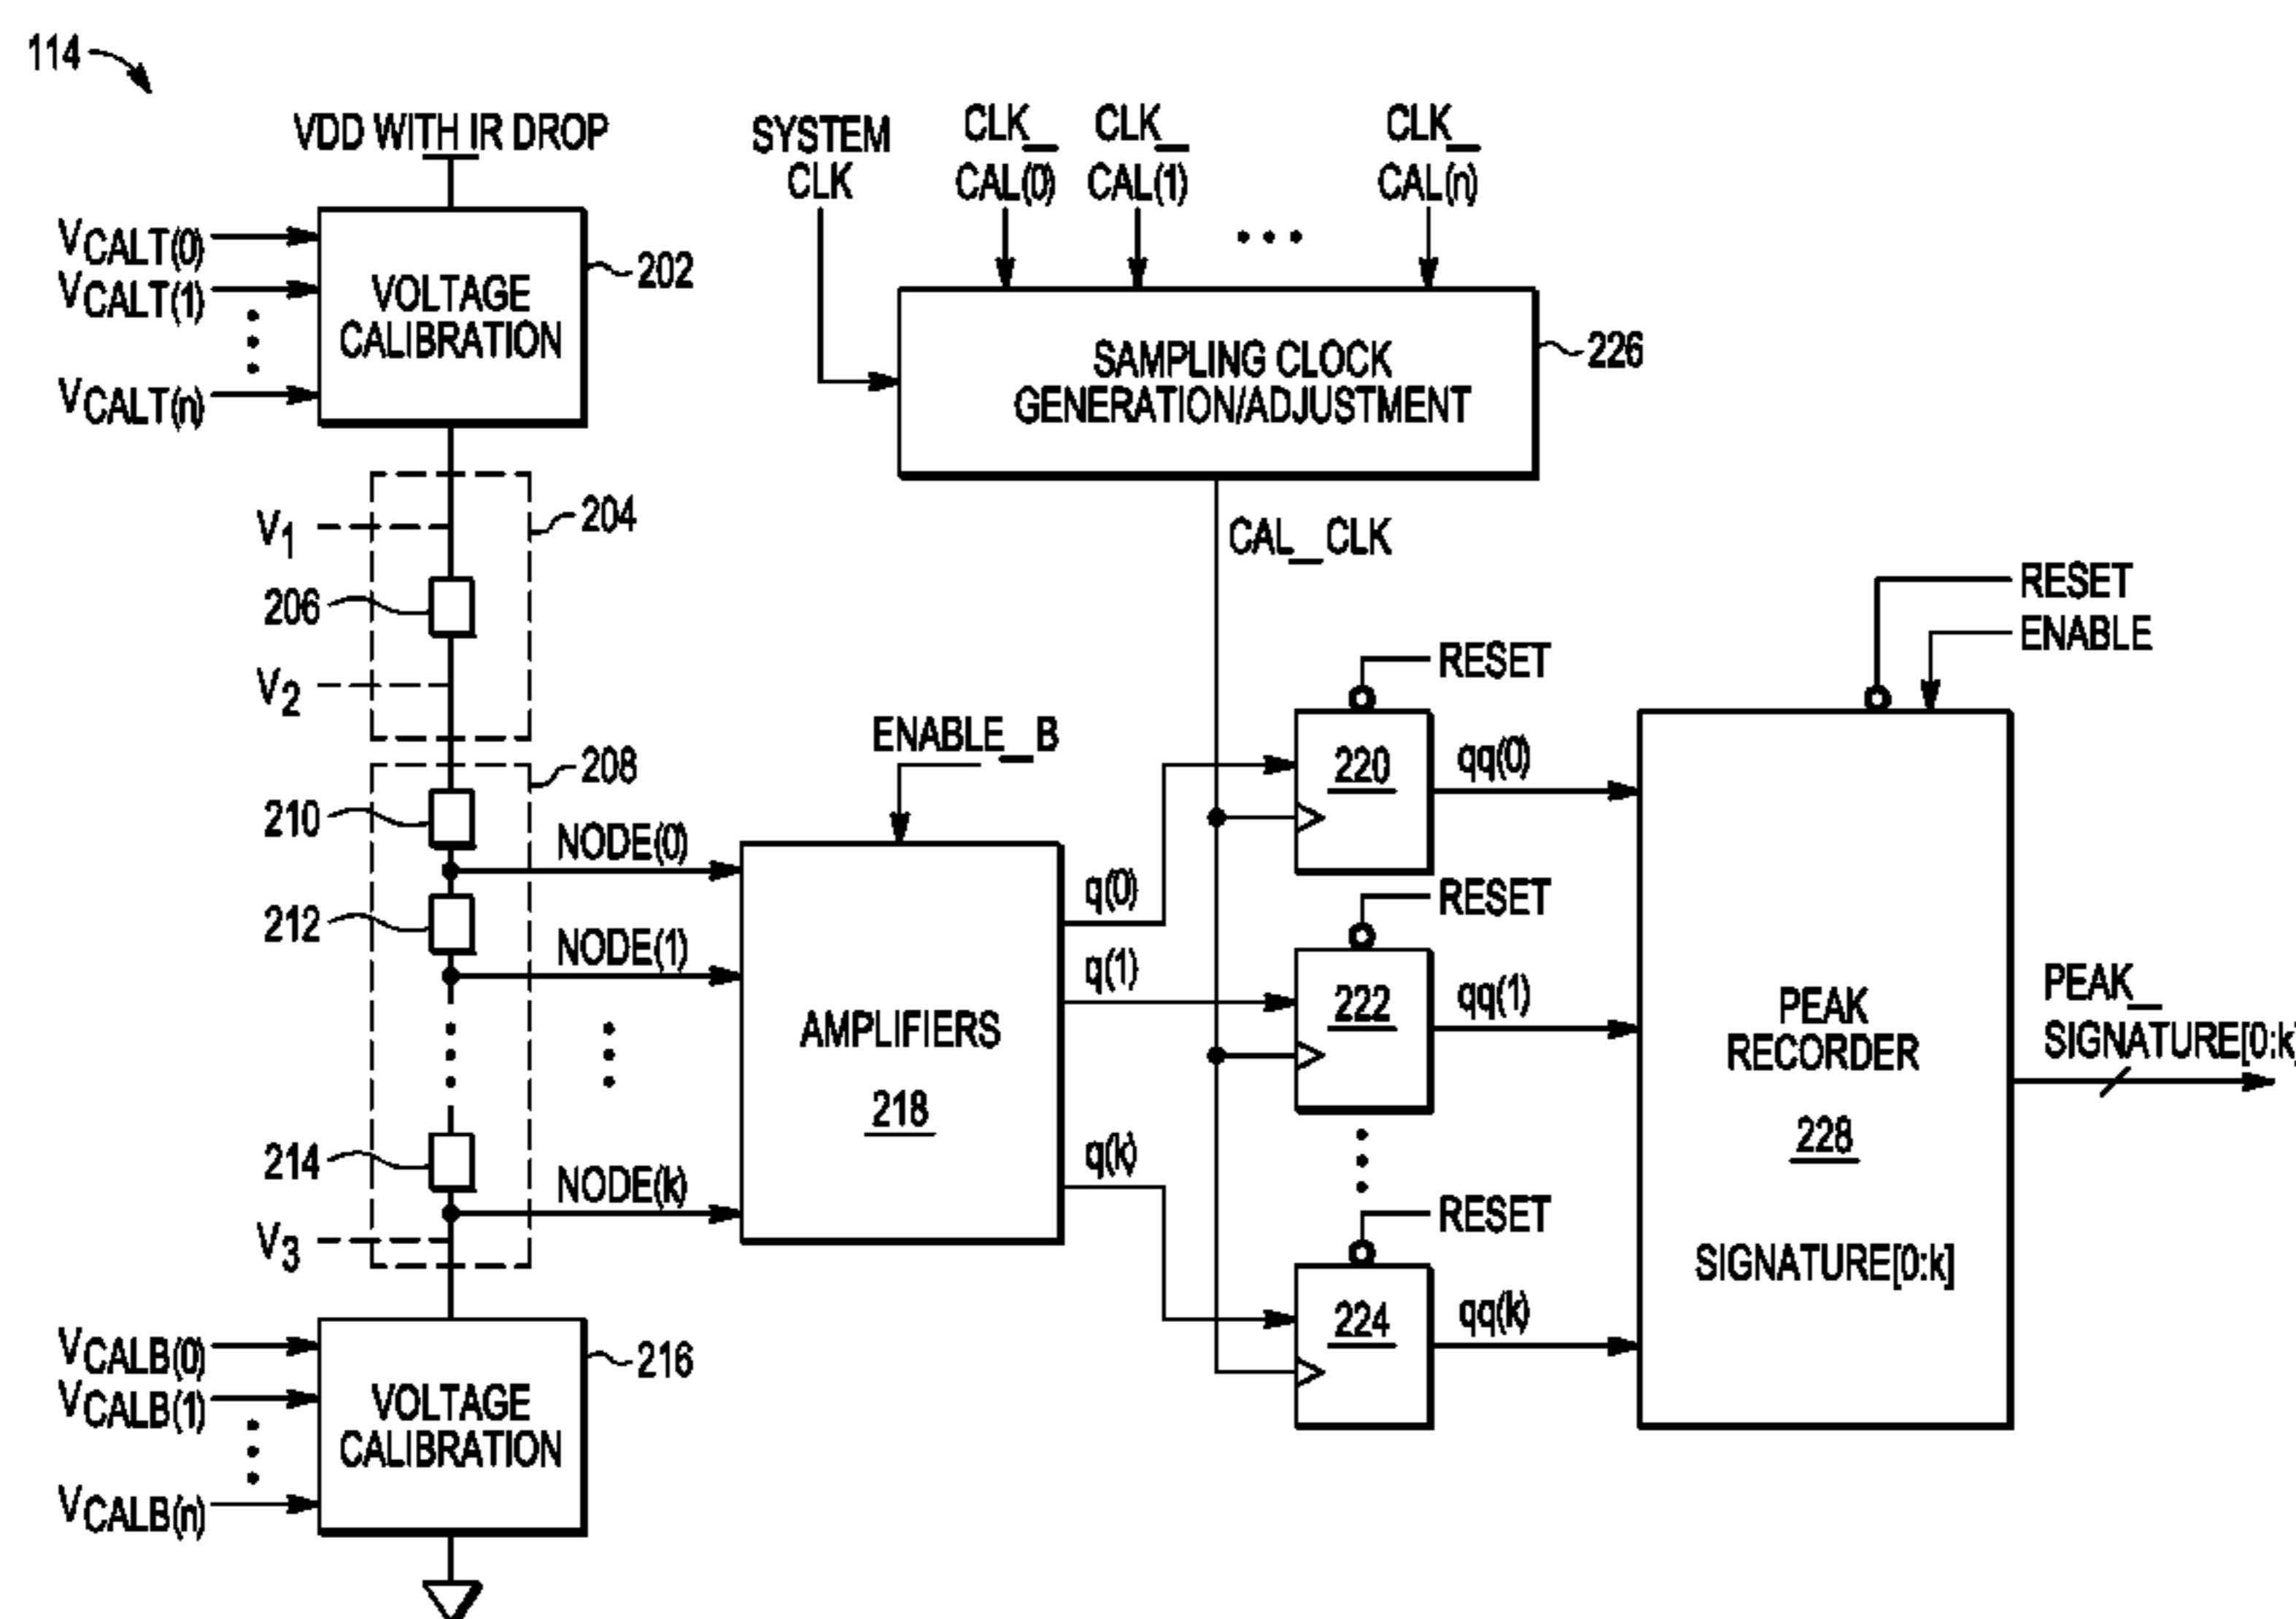 114
VDD WITH IR DROP
VCALT(0)
VCALT(1)
VCALT(n)
VOLTAGE
CALIBRATION
202
SYSTEM
CLK
CLK_
CAL(0)
CLK_
CAL(1)
CLK_
CAL(n)
SAMPLING CLOCK
GENERATION/ADJUSTMENT
226
CAL_CLK
V1
204
206
V2
208
210
NODE(0)
212
NODE(1)
214
NODE(k)
V3
ENABLE_B
AMPLIFIERS
218
q(0)
q(1)
q(k)
RESET
220
qq(0)
RESET
222
qq(1)
RESET
224
qq(k)
RESET
ENABLE
PEAK
RECORDER
228
SIGNATURE[0:k]
PEAK_
SIGNATURE[0:k]
VCALB(0)
VCALB(1)
VCALB(n)
VOLTAGE
CALIBRATION
216